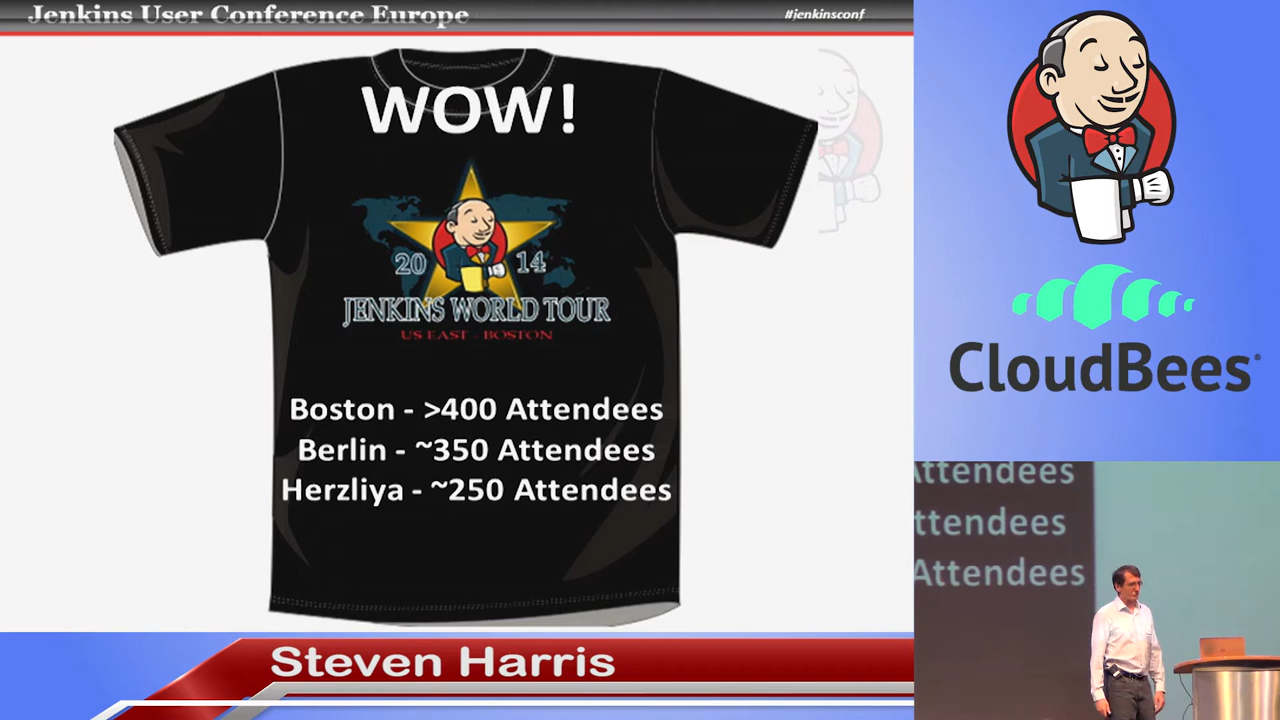 Jenkins User Conference Europe
#jenkinsconf
WOW!
20 14
JENKINS WORLD TOUR
US EAST - BOSTON
Boston - >400 Attendees
Berlin - ~350 Attendees
Herzliya - ~250 Attendees
CloudBees®
Attendees
ttendees
Attendees
Steven Harris